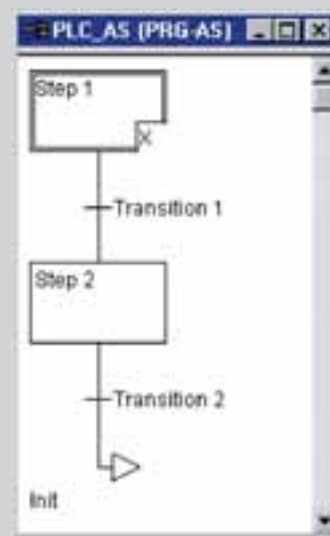 PLC_AS (PRG-AS)
Step 1
X
Transition 1
Step 2
Transition 2
Init